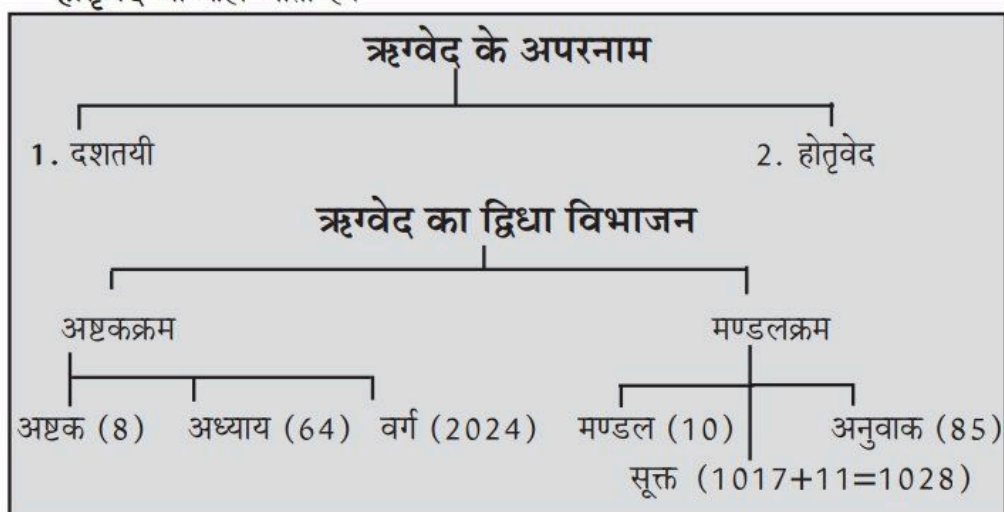 ऋग्वेद के अपरनाम
1. दशतयी 2. होतृवेद
ऋग्वेद का द्विधा विभाजन
अष्टकक्रम मण्डलक्रम
अष्टक (8) अध्याय (64) वर्ग (2024) मण्डल (10) अनुवाक (85)
सूक्त (1017+11=1028)